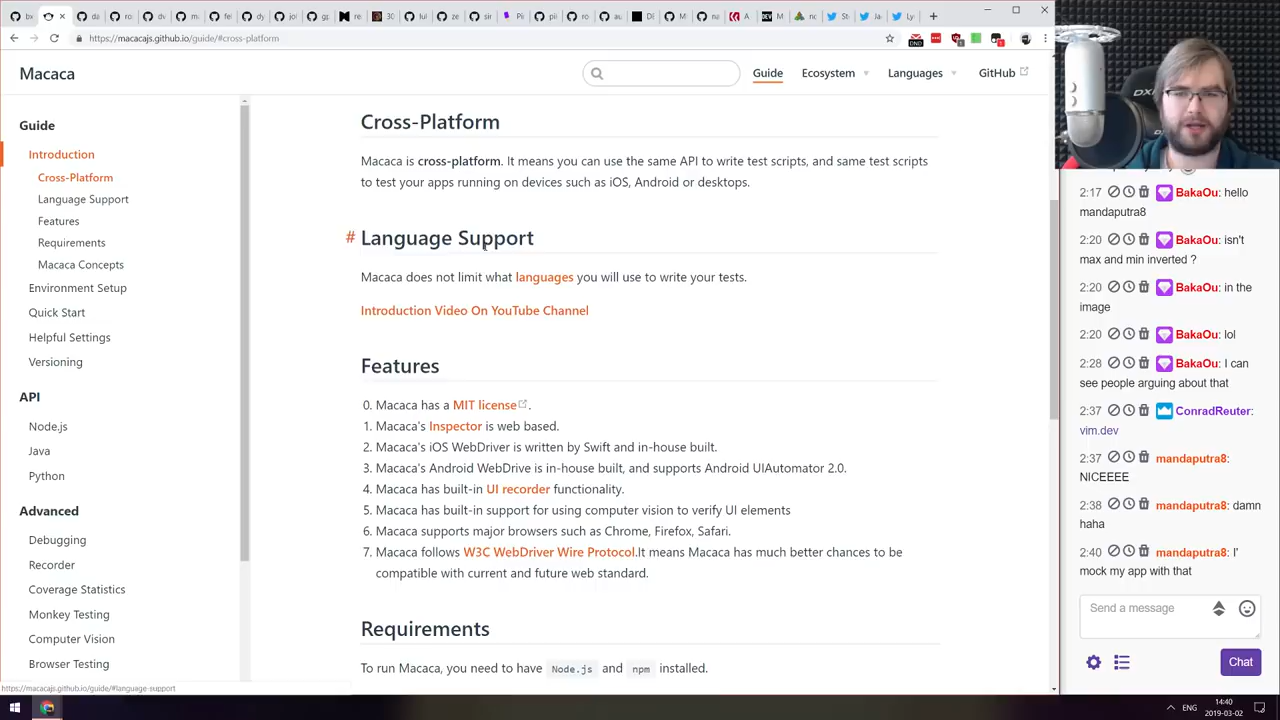 https://macacajs.github.io/guide/#cross-platform
Macaca
Guide
Ecosystem
Languages
GitHub
Guide
Introduction
Cross-Platform
Language Support
Features
Requirements
Macaca Concepts
Environment Setup
Quick Start
Helpful Settings
Versioning
API
Node.js
Java
Python
Advanced
Debugging
Recorder
Coverage Statistics
Monkey Testing
Computer Vision
Browser Testing
https://macacajs.github.io/guide/#language-support
Cross-Platform
Macaca is cross-platform. It means you can use the same API to write test scripts, and same test scripts
to test your apps running on devices such as iOS, Android or desktops.
# Language Support
Macaca does not limit what languages you will use to write your tests.
Introduction Video On YouTube Channel
Features
0. Macaca has a MIT license.
1. Macaca's Inspector is web based.
2. Macaca's iOS WebDriver is written by Swift and in-house built.
3. Macaca's Android WebDrive is in-house built, and supports Android UIAutomator 2.0.
4. Macaca has built-in UI recorder functionality.
5. Macaca has built-in support for using computer vision to verify UI elements
6. Macaca supports major browsers such as Chrome, Firefox, Safari.
7. Macaca follows W3C WebDriver Wire Protocol.It means Macaca has much better chances to be
compatible with current and future web standard.
Requirements
To run Macaca, you need to have Node.js and npm installed.
2:17 BakaOu: hello
mandaputra8
2:20 BakaOu: isn't
max and min inverted ?
2:20 BakaOu: in the
image
2:20 BakaOu: lol
2:28 BakaOu: I can
see people arguing about that
2:37 ConradReuter:
vim.dev
2:37 mandaputra8:
NICEEEE
2:38 mandaputra8: damn
haha
2:40 mandaputra8: I'
mock my app with that
Send a message
Chat
ENG
14:40
2019-03-02